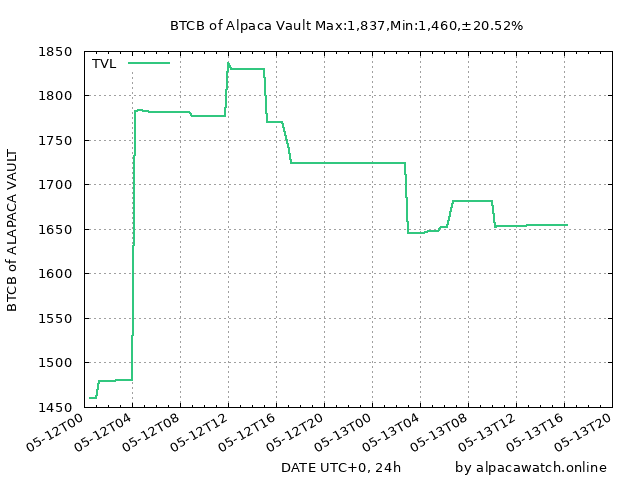 BTCB of Alpaca Vault Max:1,837,Min:1,460,±20.52%
TVL
BTCB of ALAPACA VAULT
1850
1800
1750
1700
1650
1600
1550
1500
1450
05-12T00
05-12T04
05-12T08
05-12T12
05-12T16
05-12T20
05-13T00
05-13T04
05-13T08
05-13T12
05-13T16
05-13T20
DATE UTC+0, 24h
by alpacawatch.online